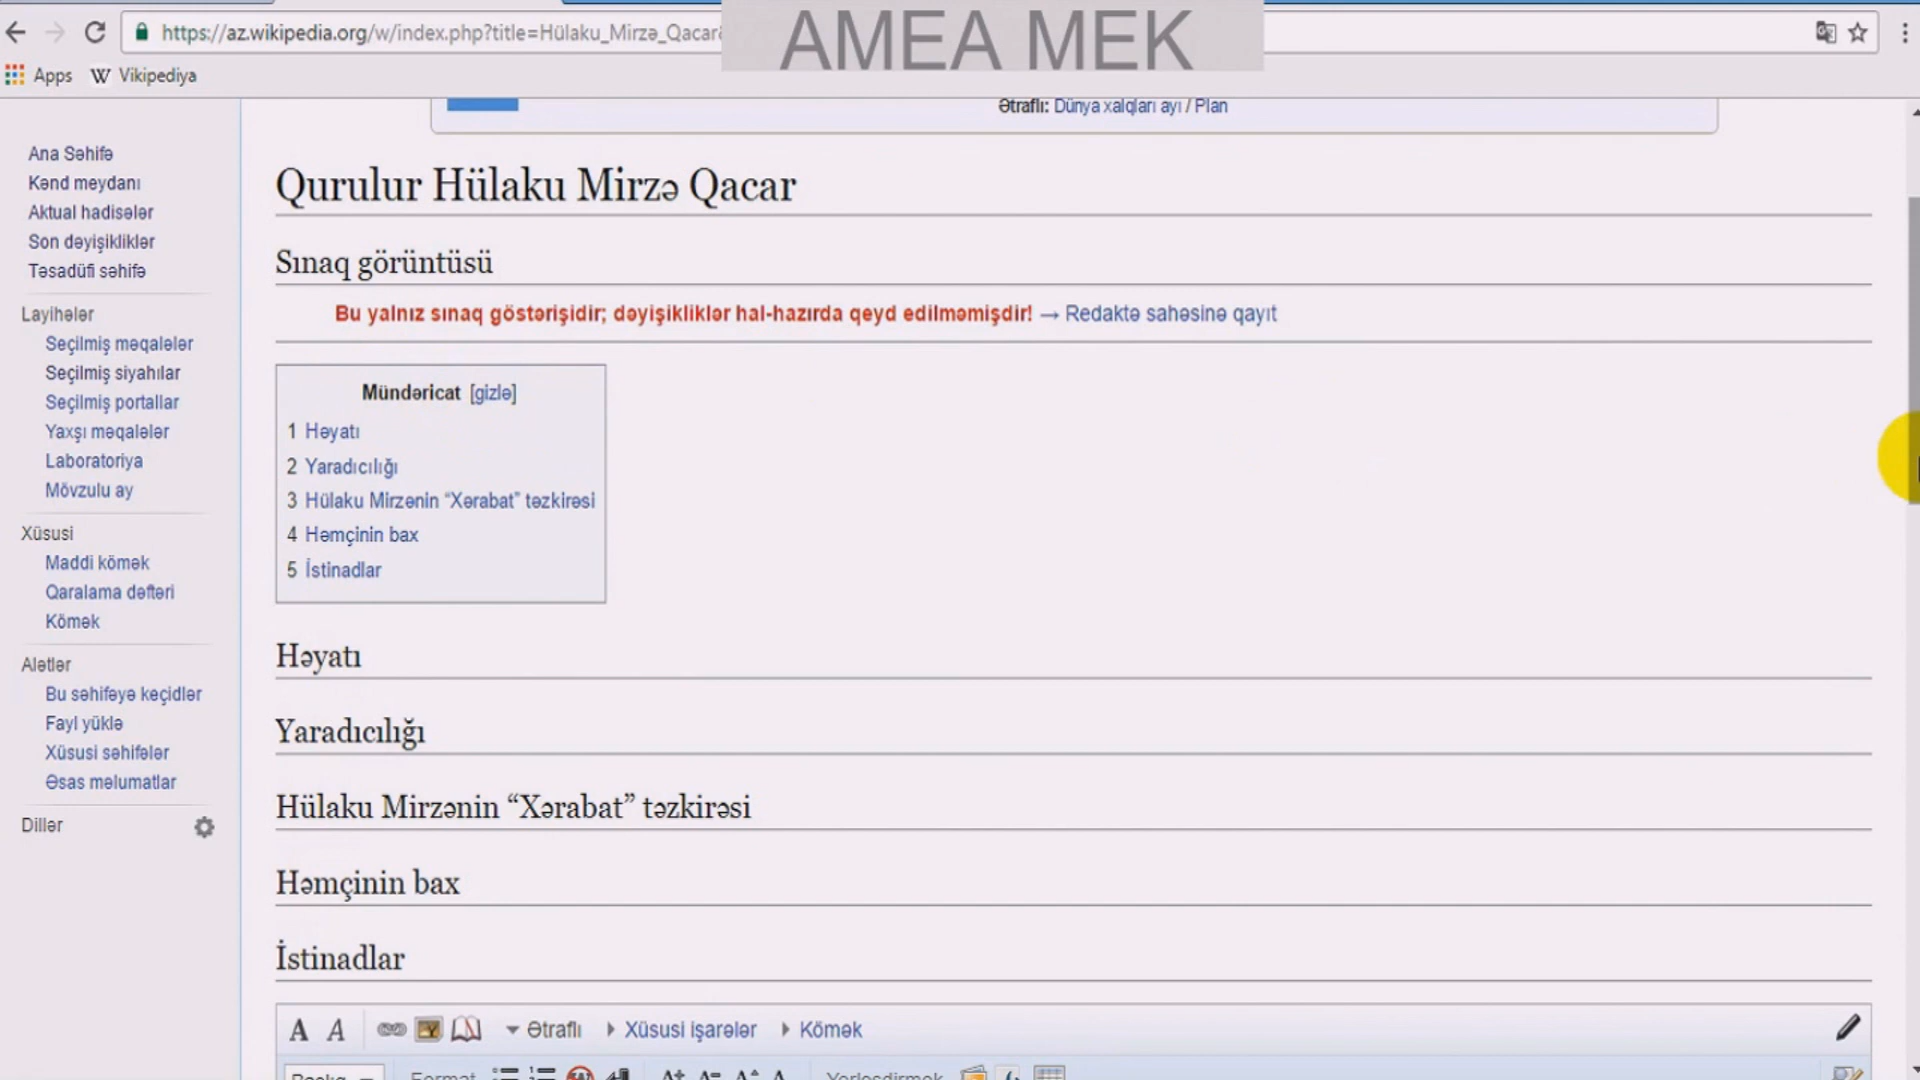 AMEA MEK
https://az.wikipedia.org/w/index.php?title=Hülaku_Mirzə_Qacar
Apps
W Vikipediya
Ətraflı: Dünya xalqları ayı / Plan
Ana Səhifə
Kənd meydanı
Aktual hadisələr
Son dəyişikliklər
Təsadüfi səhifə
Layihələr
Seçilmiş məqalələr
Seçilmiş siyahılar
Seçilmiş portallar
Yaxşı məqalələr
Laboratoriya
Mövzulu ay
Xüsusi
Maddi kömək
Qaralama dəftəri
Kömək
Alətlər
Bu səhifəyə keçidlər
Fayl yüklə
Xüsusi səhifələr
Əsas məlumatlar
Dillər
Qurulur Hülaku Mirzə Qacar
Sınaq görüntüsü
Bu yalnız sınaq göstərişidir; dəyişikliklər hal-hazırda qeyd edilməmişdir! → Redaktə sahəsinə qayıt
Mündəricat [gizlə]
1 Həyatı
2 Yaradıcılığı
3 Hülaku Mirzənin “Xərabat” təzkirəsi
4 Həmçinin bax
5 İstinadlar
Həyatı
Yaradıcılığı
Hülaku Mirzənin “Xərabat” təzkirəsi
Həmçinin bax
İstinadlar
A A Ətraflı Xüsusi işarələr Kömək
Format Yerləşdirmək